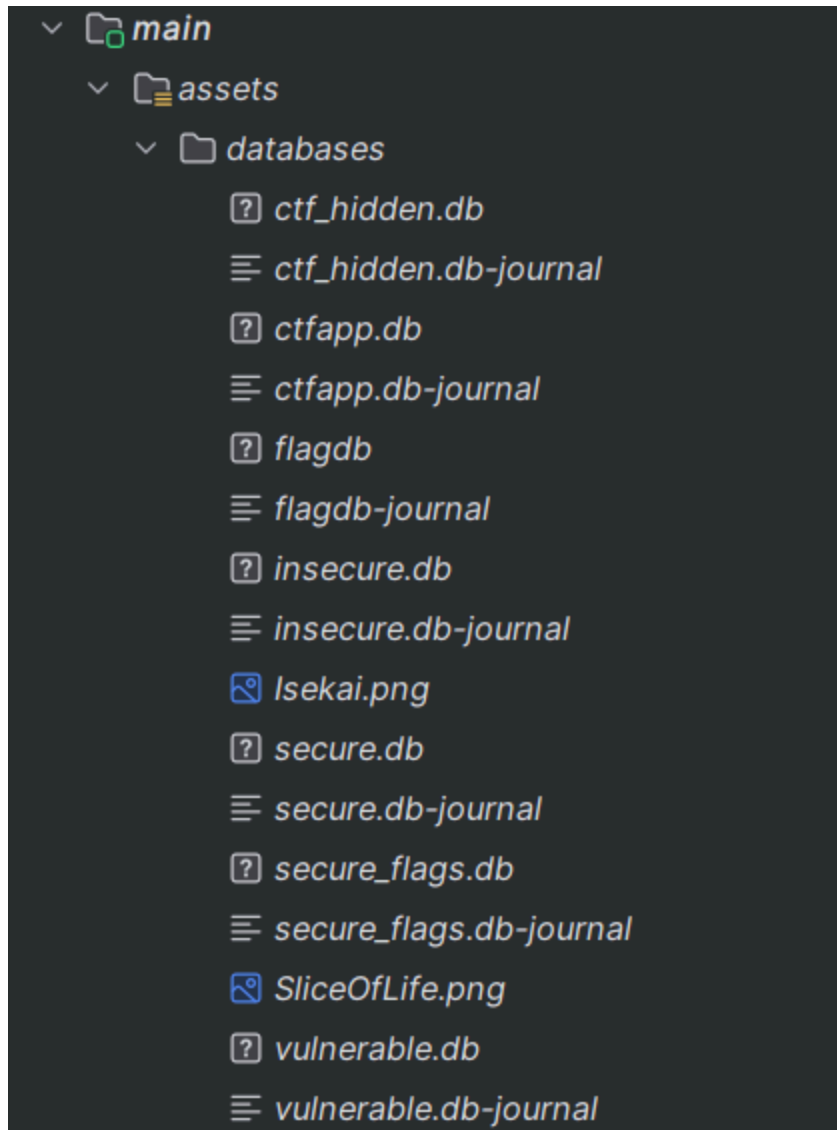 main
assets
databases
ctf_hidden.db
ctf_hidden.db-journal
ctfapp.db
ctfapp.db-journal
flagdb
flagdb-journal
insecure.db
insecure.db-journal
Isekai.png
secure.db
secure.db-journal
secure_flags.db
secure_flags.db-journal
SliceOfLife.png
vulnerable.db
vulnerable.db-journal